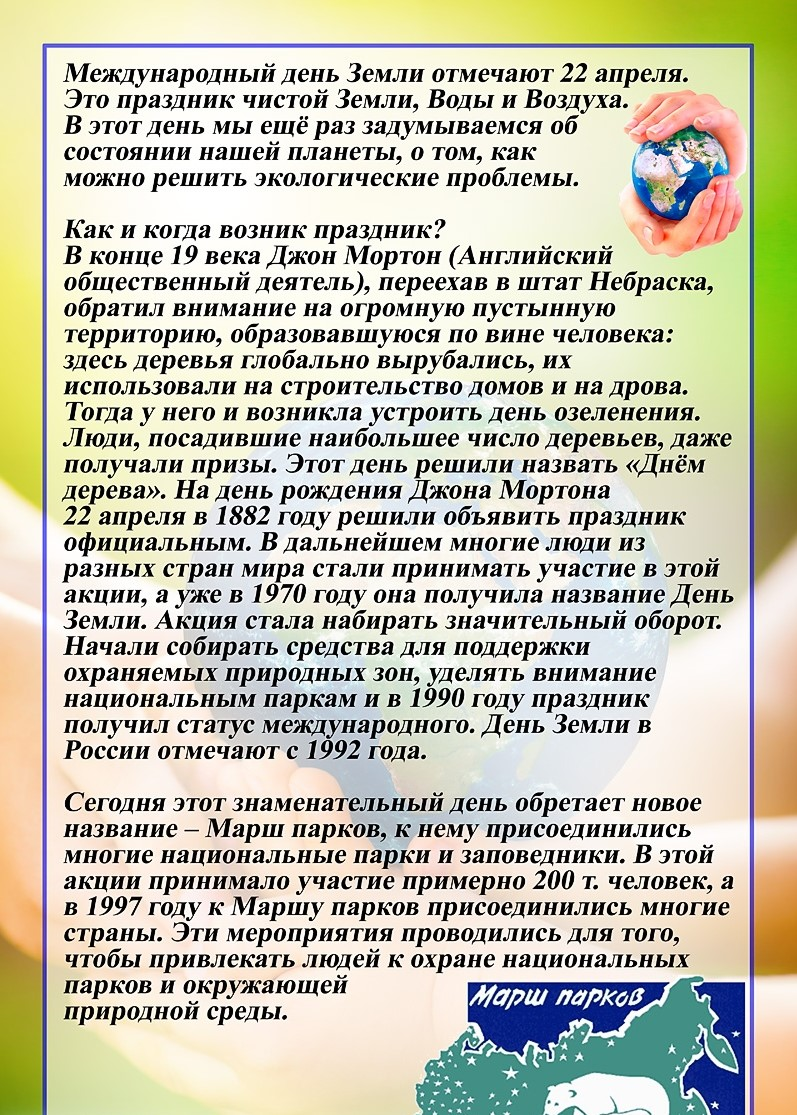 Международный день Земли отмечают 22 апреля.
Это праздник чистой Земли, Воды и Воздуха.
В этот день мы ещё раз задумываемся об
состоянии нашей планеты, о том, как
можно решить экологические проблемы.
Как и когда возник праздник?
В конце 19 века Джон Мортон (Английский
общественный деятель), переехав в штат Небраска,
обратил внимание на огромную пустынную
территорию, образовавшуюся по вине человека:
здесь деревья глобально вырубались, их
использовали на строительство домов и на дрова.
Тогда у него и возникла устроить день озеленения.
Люди, посадившие наибольшее число деревьев, даже
получали призы. Этот день решили назвать «Днём
дерева». На день рождения Джона Мортона
22 апреля в 1882 году решили объявить праздник
официальным. В дальнейшем многие люди из
разных стран мира стали принимать участие в этой
акции, а уже в 1970 году она получила название День
Земли. Акция стала набирать значительный оборот.
Начали собирать средства для поддержки
охраняемых природных зон, уделять внимание
национальным паркам и в 1990 году праздник
получил статус международного. День Земли в
России отмечают с 1992 года.
Сегодня этот знаменательный день обретает новое
название – Марш парков, к нему присоединились
многие национальные парки и заповедники. В этой
акции принимало участие примерно 200 т. человек, а
в 1997 году к Маршу парков присоединились многие
страны. Эти мероприятия проводились для того,
чтобы привлекать людей к охране национальных
парков и окружающей
природной среды.
Марш парков